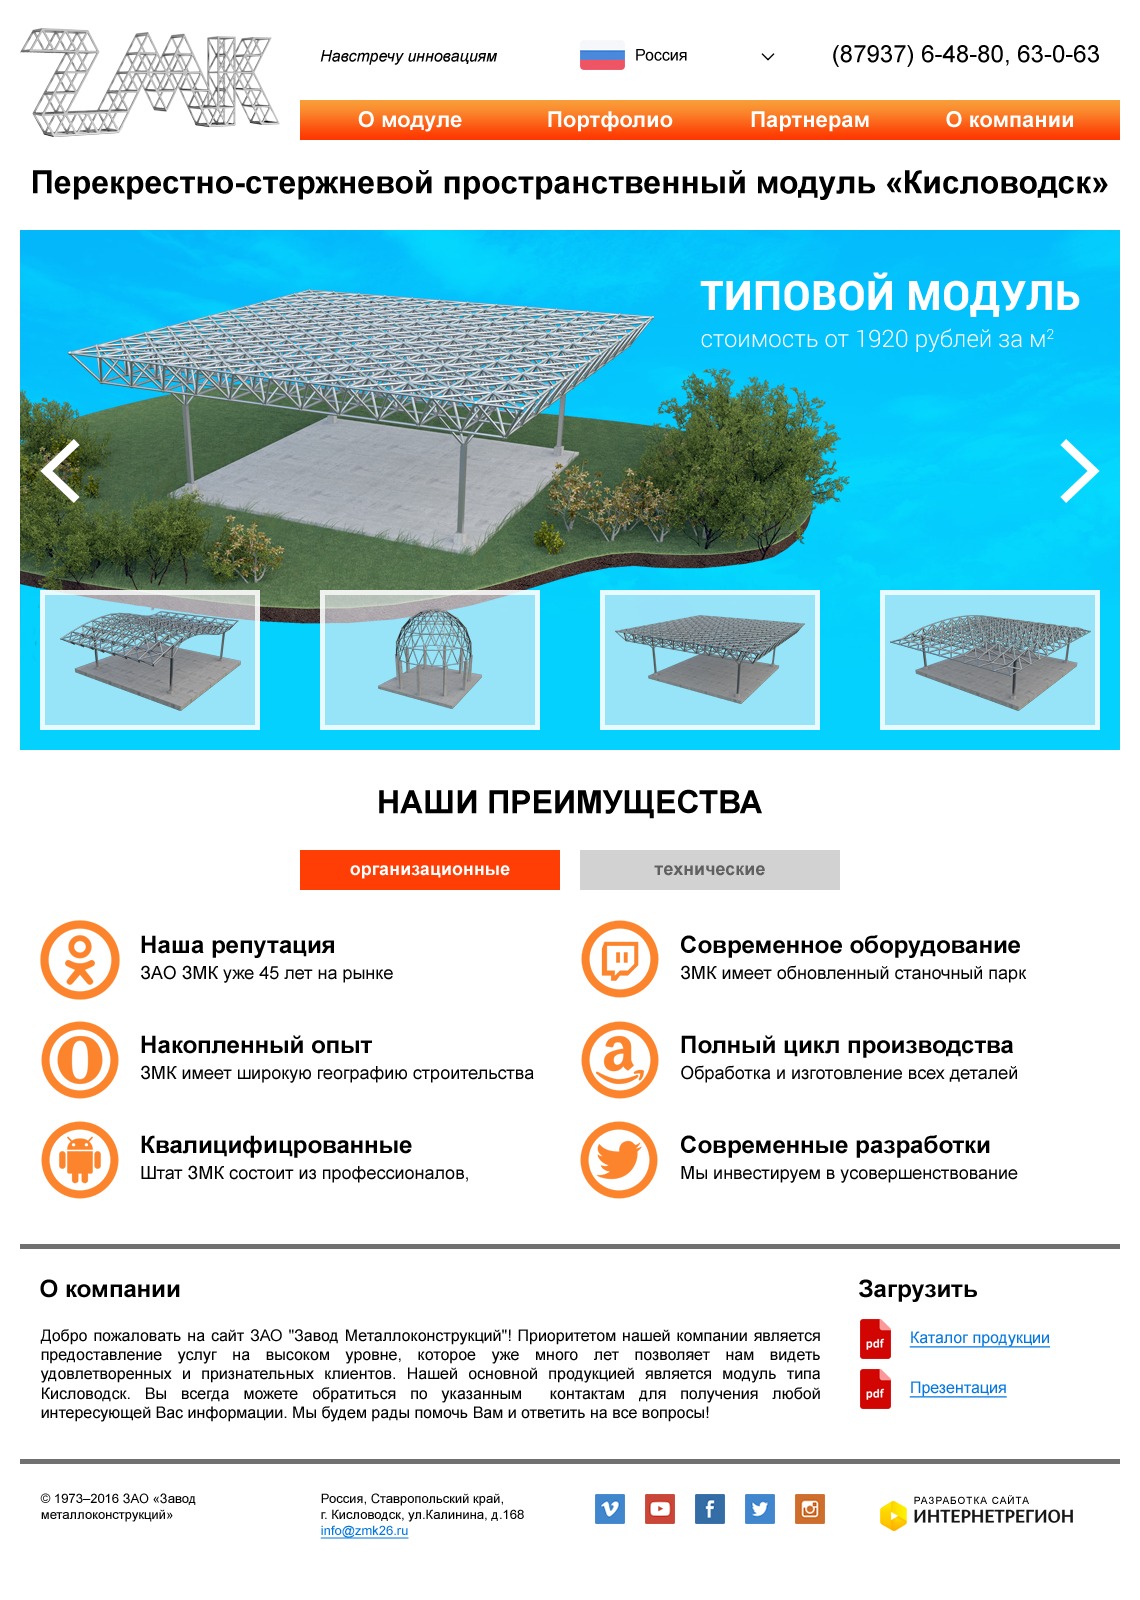 ZMK
Навстречу инновациям
Россия
(87937) 6-48-80, 63-0-63
О модуле
Портфолио
Партнерам
О компании
Перекрестно-стержневой пространственный модуль «Кисловодск»
ТИПОВОЙ МОДУЛЬ
стоимость от 1920 рублей за м²
НАШИ ПРЕИМУЩЕСТВА
организационные
технические
Наша репутация
ЗАО ЗМК уже 45 лет на рынке
Современное оборудование
ЗМК имеет обновленный станочный парк
Накопленный опыт
ЗМК имеет широкую географию строительства
Полный цикл производства
Обработка и изготовление всех деталей
Квалицифицрованные
Штат ЗМК состоит из профессионалов,
Современные разработки
Мы инвестируем в усовершенствование
О компании
Добро пожаловать на сайт ЗАО "Завод Металлоконструкций"! Приоритетом нашей компании является
предоставление услуг на высоком уровне, которое уже много лет позволяет нам видеть
удовлетворенных и признательных клиентов. Нашей основной продукцией является модуль типа
Кисловодск. Вы всегда можете обратиться по указанным контактам для получения любой
интересующей Вас информации. Мы будем рады помочь Вам и ответить на все вопросы!
Загрузить
pdf
Каталог продукции
pdf
Презентация
© 1973–2016 ЗАО «Завод
металлоконструкций»
Россия, Ставропольский край,
г. Кисловодск, ул.Калинина, д.168
info@zmk26.ru
РАЗРАБОТКА САЙТА
ИНТЕРНЕТРЕГИОН